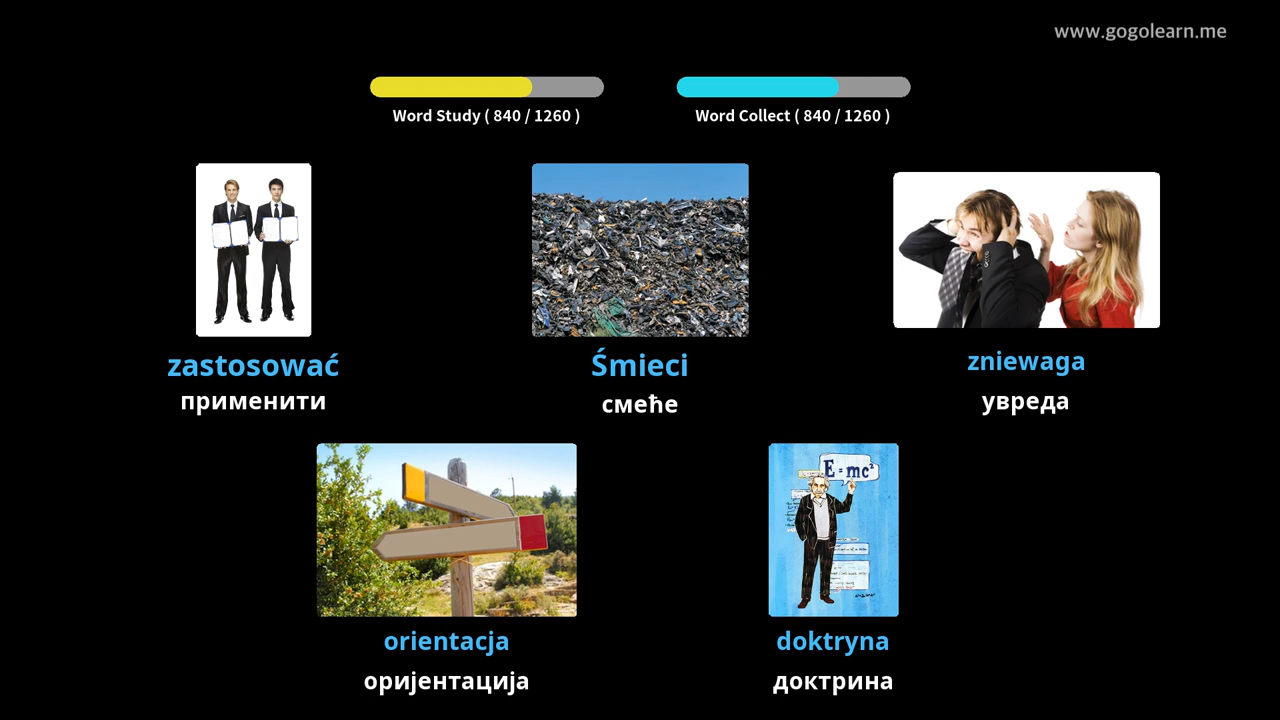 www.gogolearn.me
Word Study ( 840 / 1260 )
Word Collect ( 840 / 1260 )
zastosować
применити
Śmieci
смеће
zniewaga
увреда
E=mc²
orientacja
оријентација
doktryna
доктрина